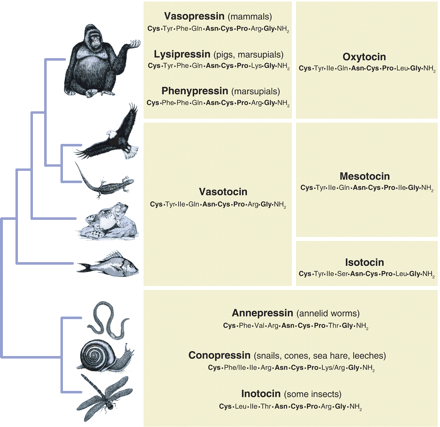 Vasopressin (mammals)
Cys•Tyr•Phe•Gln•Asn•Cys•Pro•Arg•Gly•NH2
Lysipressin (pigs, marsupials)
Cys•Tyr•Phe•Gln•Asn•Cys•Pro•Lys•Gly•NH2
Phenypressin (marsupials)
Cys•Phe•Phe•Gln•Asn•Cys•Pro•Arg•Gly•NH2
Oxytocin
Cys•Tyr•Ile•Gln•Asn•Cys•Pro•Leu•Gly•NH2
Vasotocin
Cys•Tyr•Ile•Gln•Asn•Cys•Pro•Arg•Gly•NH2
Mesotocin
Cys•Tyr•Ile•Gln•Asn•Cys•Pro•Ile•Gly•NH2
Isotocin
Cys•Tyr•Ile•Ser•Asn•Cys•Pro•Leu•Gly•NH2
Annepressin (annelid worms)
Cys•Phe•Val•Arg•Asn•Cys•Pro•Thr•Gly•NH2
Conopressin (snails, cones, sea hare, leeches)
Cys•Phe/Ile•Ile•Arg•Asn•Cys•Pro•Lys/Arg•Gly•NH2
Inotocin (some insects)
Cys•Leu•Ile•Thr•Asn•Cys•Pro•Arg•Gly•NH2